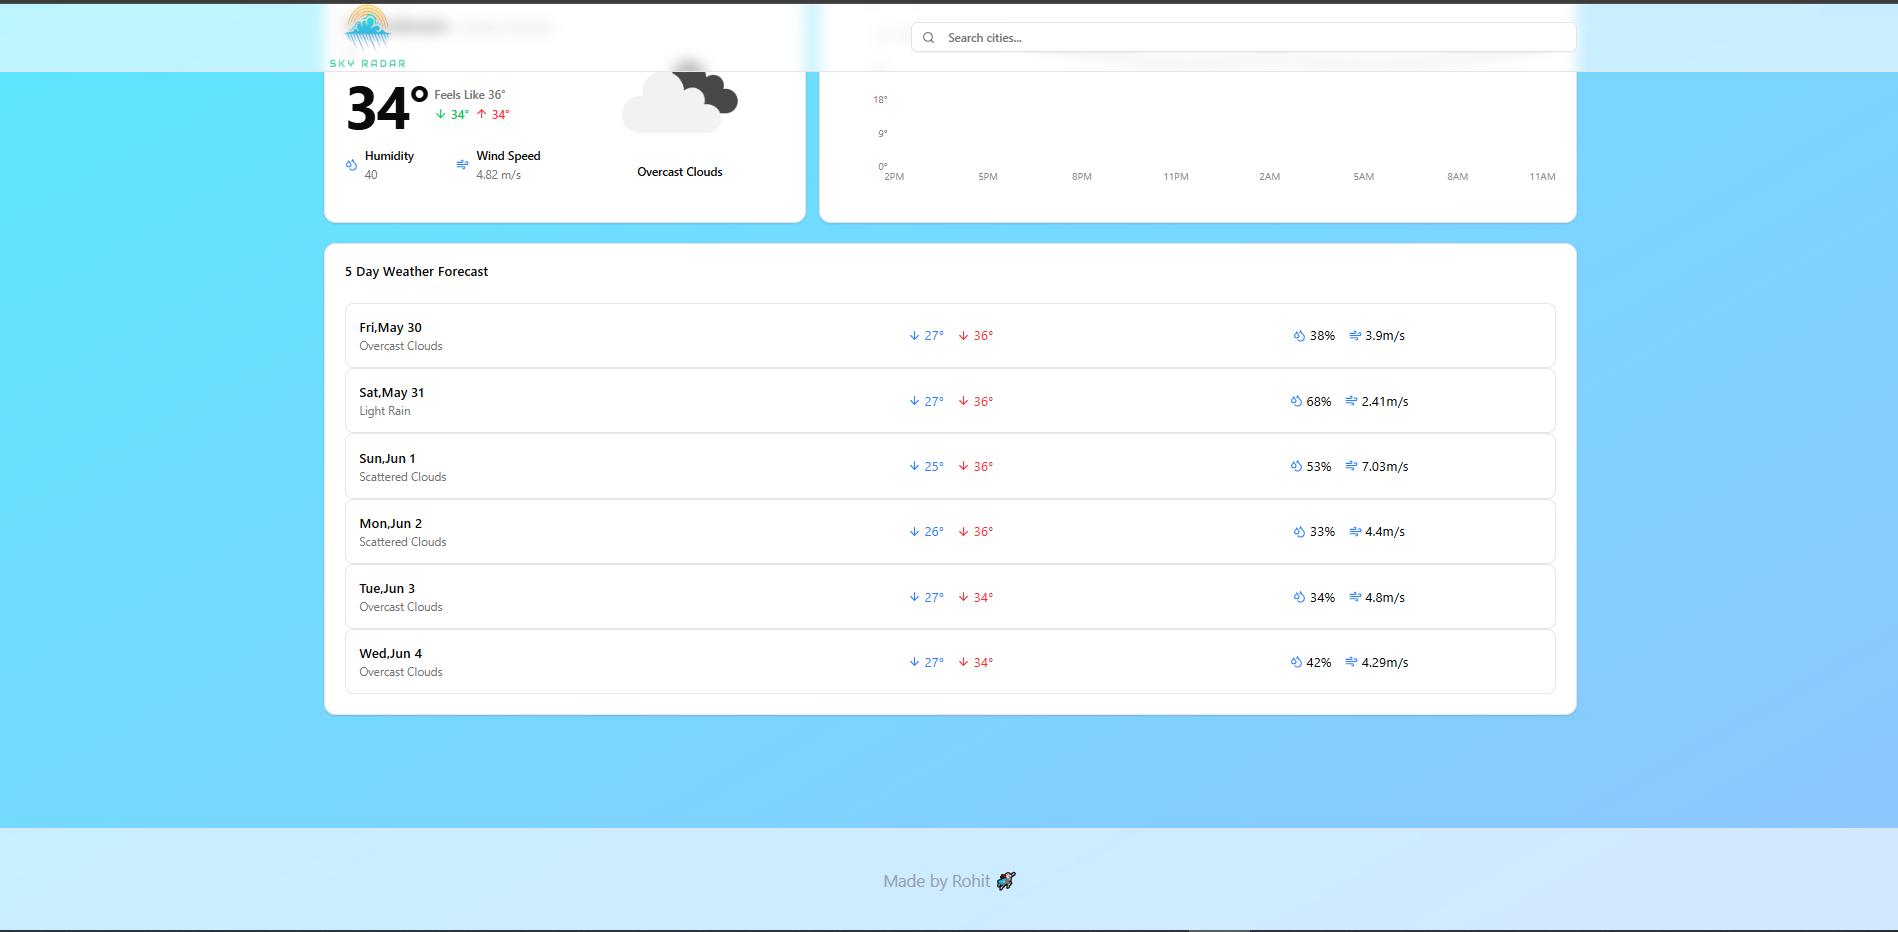 SKY RADAR
Search cities...
34°
Feels Like 36°
34° 34°
Humidity
40
Wind Speed
4.82 m/s
Overcast Clouds
18°
9°
0°
2PM 5PM 8PM 11PM 2AM 5AM 8AM 11AM
5 Day Weather Forecast
Fri,May 30
Overcast Clouds
27° 36°
38% 3.9m/s
Sat,May 31
Light Rain
27° 36°
68% 2.41m/s
Sun,Jun 1
Scattered Clouds
25° 36°
53% 7.03m/s
Mon,Jun 2
Scattered Clouds
26° 36°
33% 4.4m/s
Tue,Jun 3
Overcast Clouds
27° 34°
34% 4.8m/s
Wed,Jun 4
Overcast Clouds
27° 34°
42% 4.29m/s
Made by Rohit